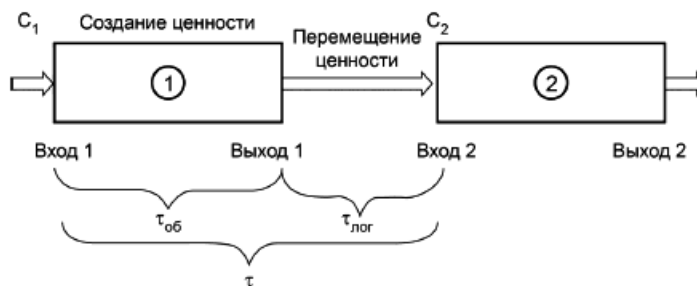 C₁
Создание ценности
Перемещение
ценности
C₂
1
2
Вход 1
Выход 1
Вход 2
Выход 2
τоб
τлог
τ